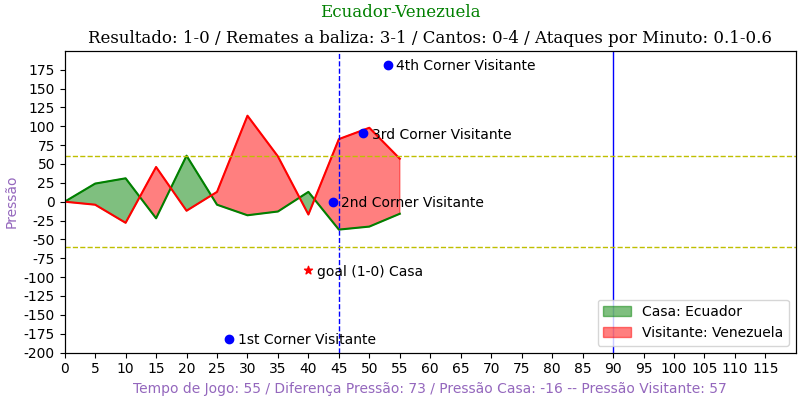 Ecuador-Venezuela
Resultado: 1-0 / Remates a baliza: 3-1 / Cantos: 0-4 / Ataques por Minuto: 0.1-0.6
Pressão
175
150
125
100
75
50
25
0
-25
-50
-75
-100
-125
-150
-175
-200
4th Corner Visitante
3rd Corner Visitante
2nd Corner Visitante
goal (1-0) Casa
1st Corner Visitante
Casa: Ecuador
Visitante: Venezuela
0 5 10 15 20 25 30 35 40 45 50 55 60 65 70 75 80 85 90 95 100 105 110 115
Tempo de Jogo: 55 / Diferença Pressão: 73 / Pressão Casa: -16 -- Pressão Visitante: 57